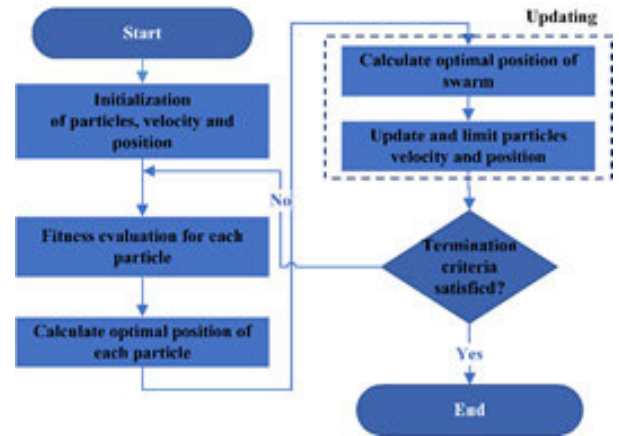 Start
Initialization
of particles, velocity and
position
Fitness evaluation for each
particle
Calculate optimal position of
each particle
Updating
Calculate optimal position of
swarm
Update and limit particles
velocity and position
Termination
criteria
satisfied?
No
Yes
End